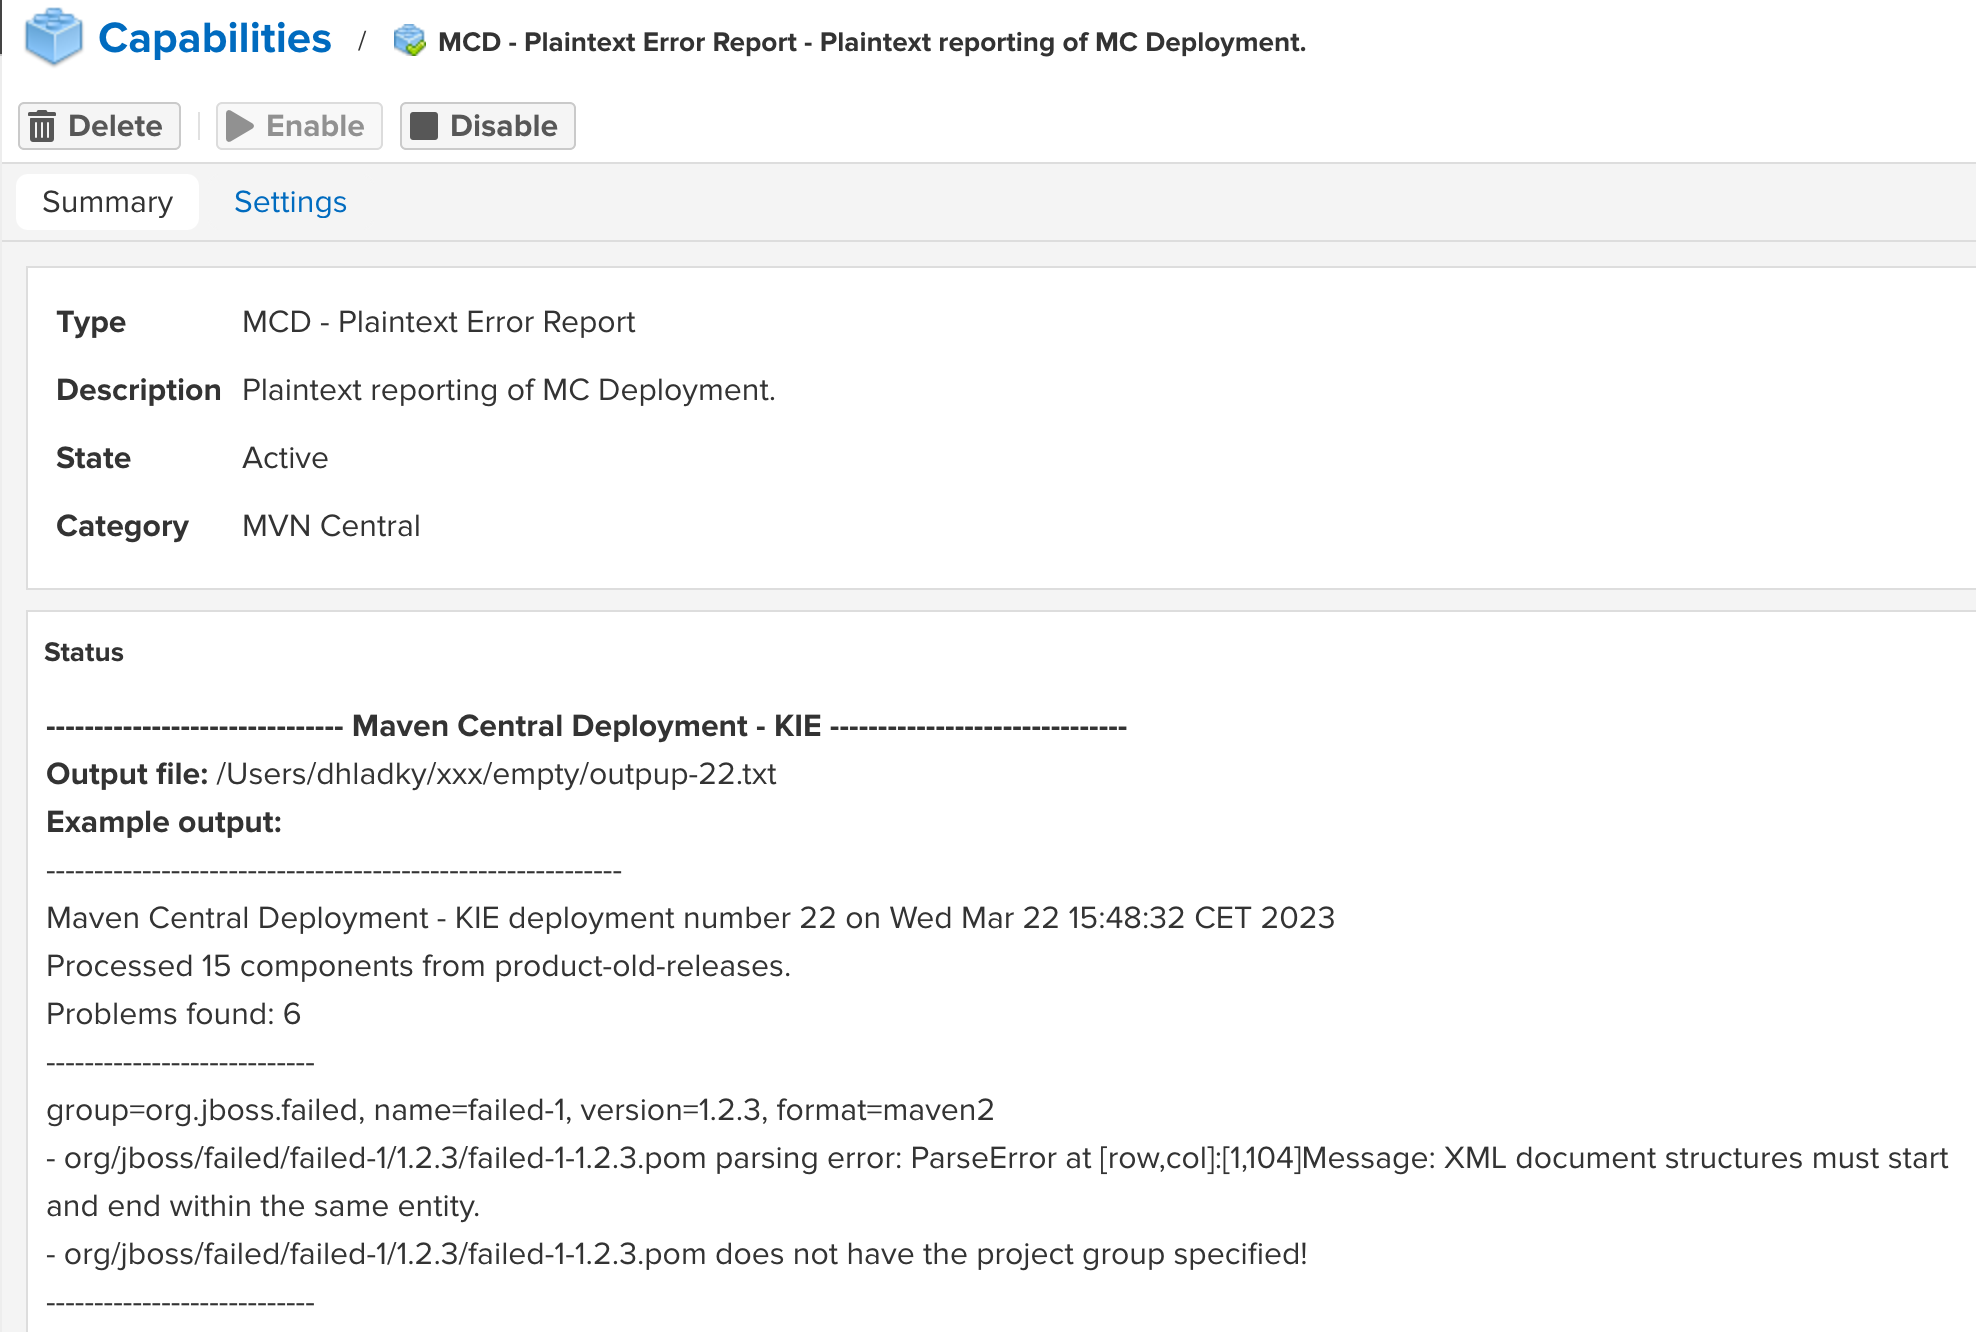 Capabilities / MCD - Plaintext Error Report - Plaintext reporting of MC Deployment.
Delete Enable Disable
Summary Settings
Type MCD - Plaintext Error Report
Description Plaintext reporting of MC Deployment.
State Active
Category MVN Central
Status
------------------------------- Maven Central Deployment - KIE -------------------------------
Output file: /Users/dhladky/xxx/empty/outpup-22.txt
Example output:
------------------------------------------------------------
Maven Central Deployment - KIE deployment number 22 on Wed Mar 22 15:48:32 CET 2023
Processed 15 components from product-old-releases.
Problems found: 6
----------------------------
group=org.jboss.failed, name=failed-1, version=1.2.3, format=maven2
- org/jboss/failed/failed-1/1.2.3/failed-1-1.2.3.pom parsing error: ParseError at [row,col]:[1,104]Message: XML document structures must start
and end within the same entity.
- org/jboss/failed/failed-1/1.2.3/failed-1-1.2.3.pom does not have the project group specified!
----------------------------